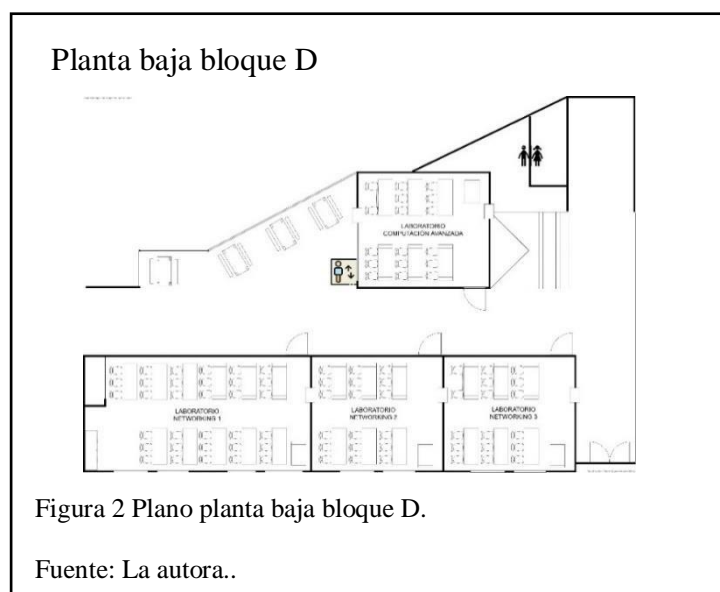 Planta baja bloque D
LABORATORIO
COMPUTACIÓN AVANZADA
LABORATORIO
NETWORKING 1
LABORATORIO
NETWORKING 2
LABORATORIO
NETWORKING 3
Figura 2 Plano planta baja bloque D.
Fuente: La autora..